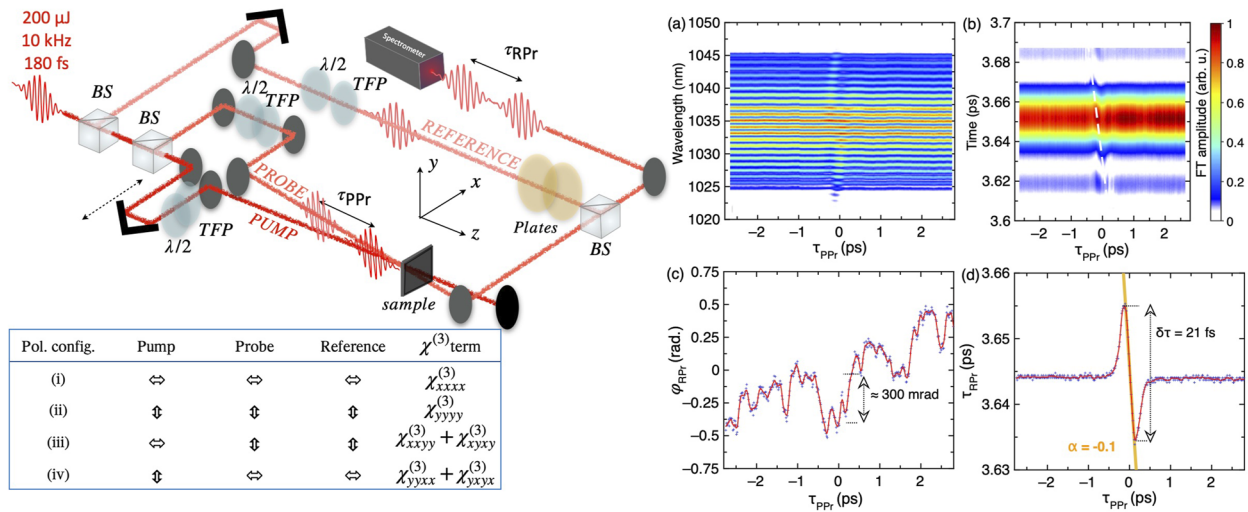 200 μJ
10 kHz
180 fs
BS
BS
λ/2
TFP
λ/2
TFP
Spectrometer
τRPr
REFERENCE
PROBE
PUMP
τPPr
λ/2
TFP
y
x
z
Plates
BS
sample
Pol. config. Pump Probe Reference χ(3) term
(i) ⇔ ⇔ ⇔ χ(3)xxxx
(ii) ⇕ ⇕ ⇕ χ(3)yyyy
(iii) ⇔ ⇕ ⇕ χ(3)xxyy + χ(3)xyxy
(iv) ⇕ ⇔ ⇔ χ(3)yyxx + χ(3)yxyx
(a)
Wavelength (nm)
1050
1045
1040
1035
1030
1025
1020
−2 −1 0 1 2
τPPr (ps)
(b)
Time (ps)
3.7
3.66
3.64
3.62
3.6
−2 −1 0 1 2
τPPr (ps)
1
0.8
0.6
0.4
0.2
0
FT amplitude (arb. u.)
(c)
φRPr (rad.)
0.75
0.5
0.25
0
−0.25
−0.5
−0.75
≈ 300 mrad
−2 −1 0 1 2
τPPr (ps)
(d)
τRPr (ps)
3.66
3.65
3.64
3.63
δτ = 21 fs
α = -0.1
−2 −1 0 1 2
τPPr (ps)